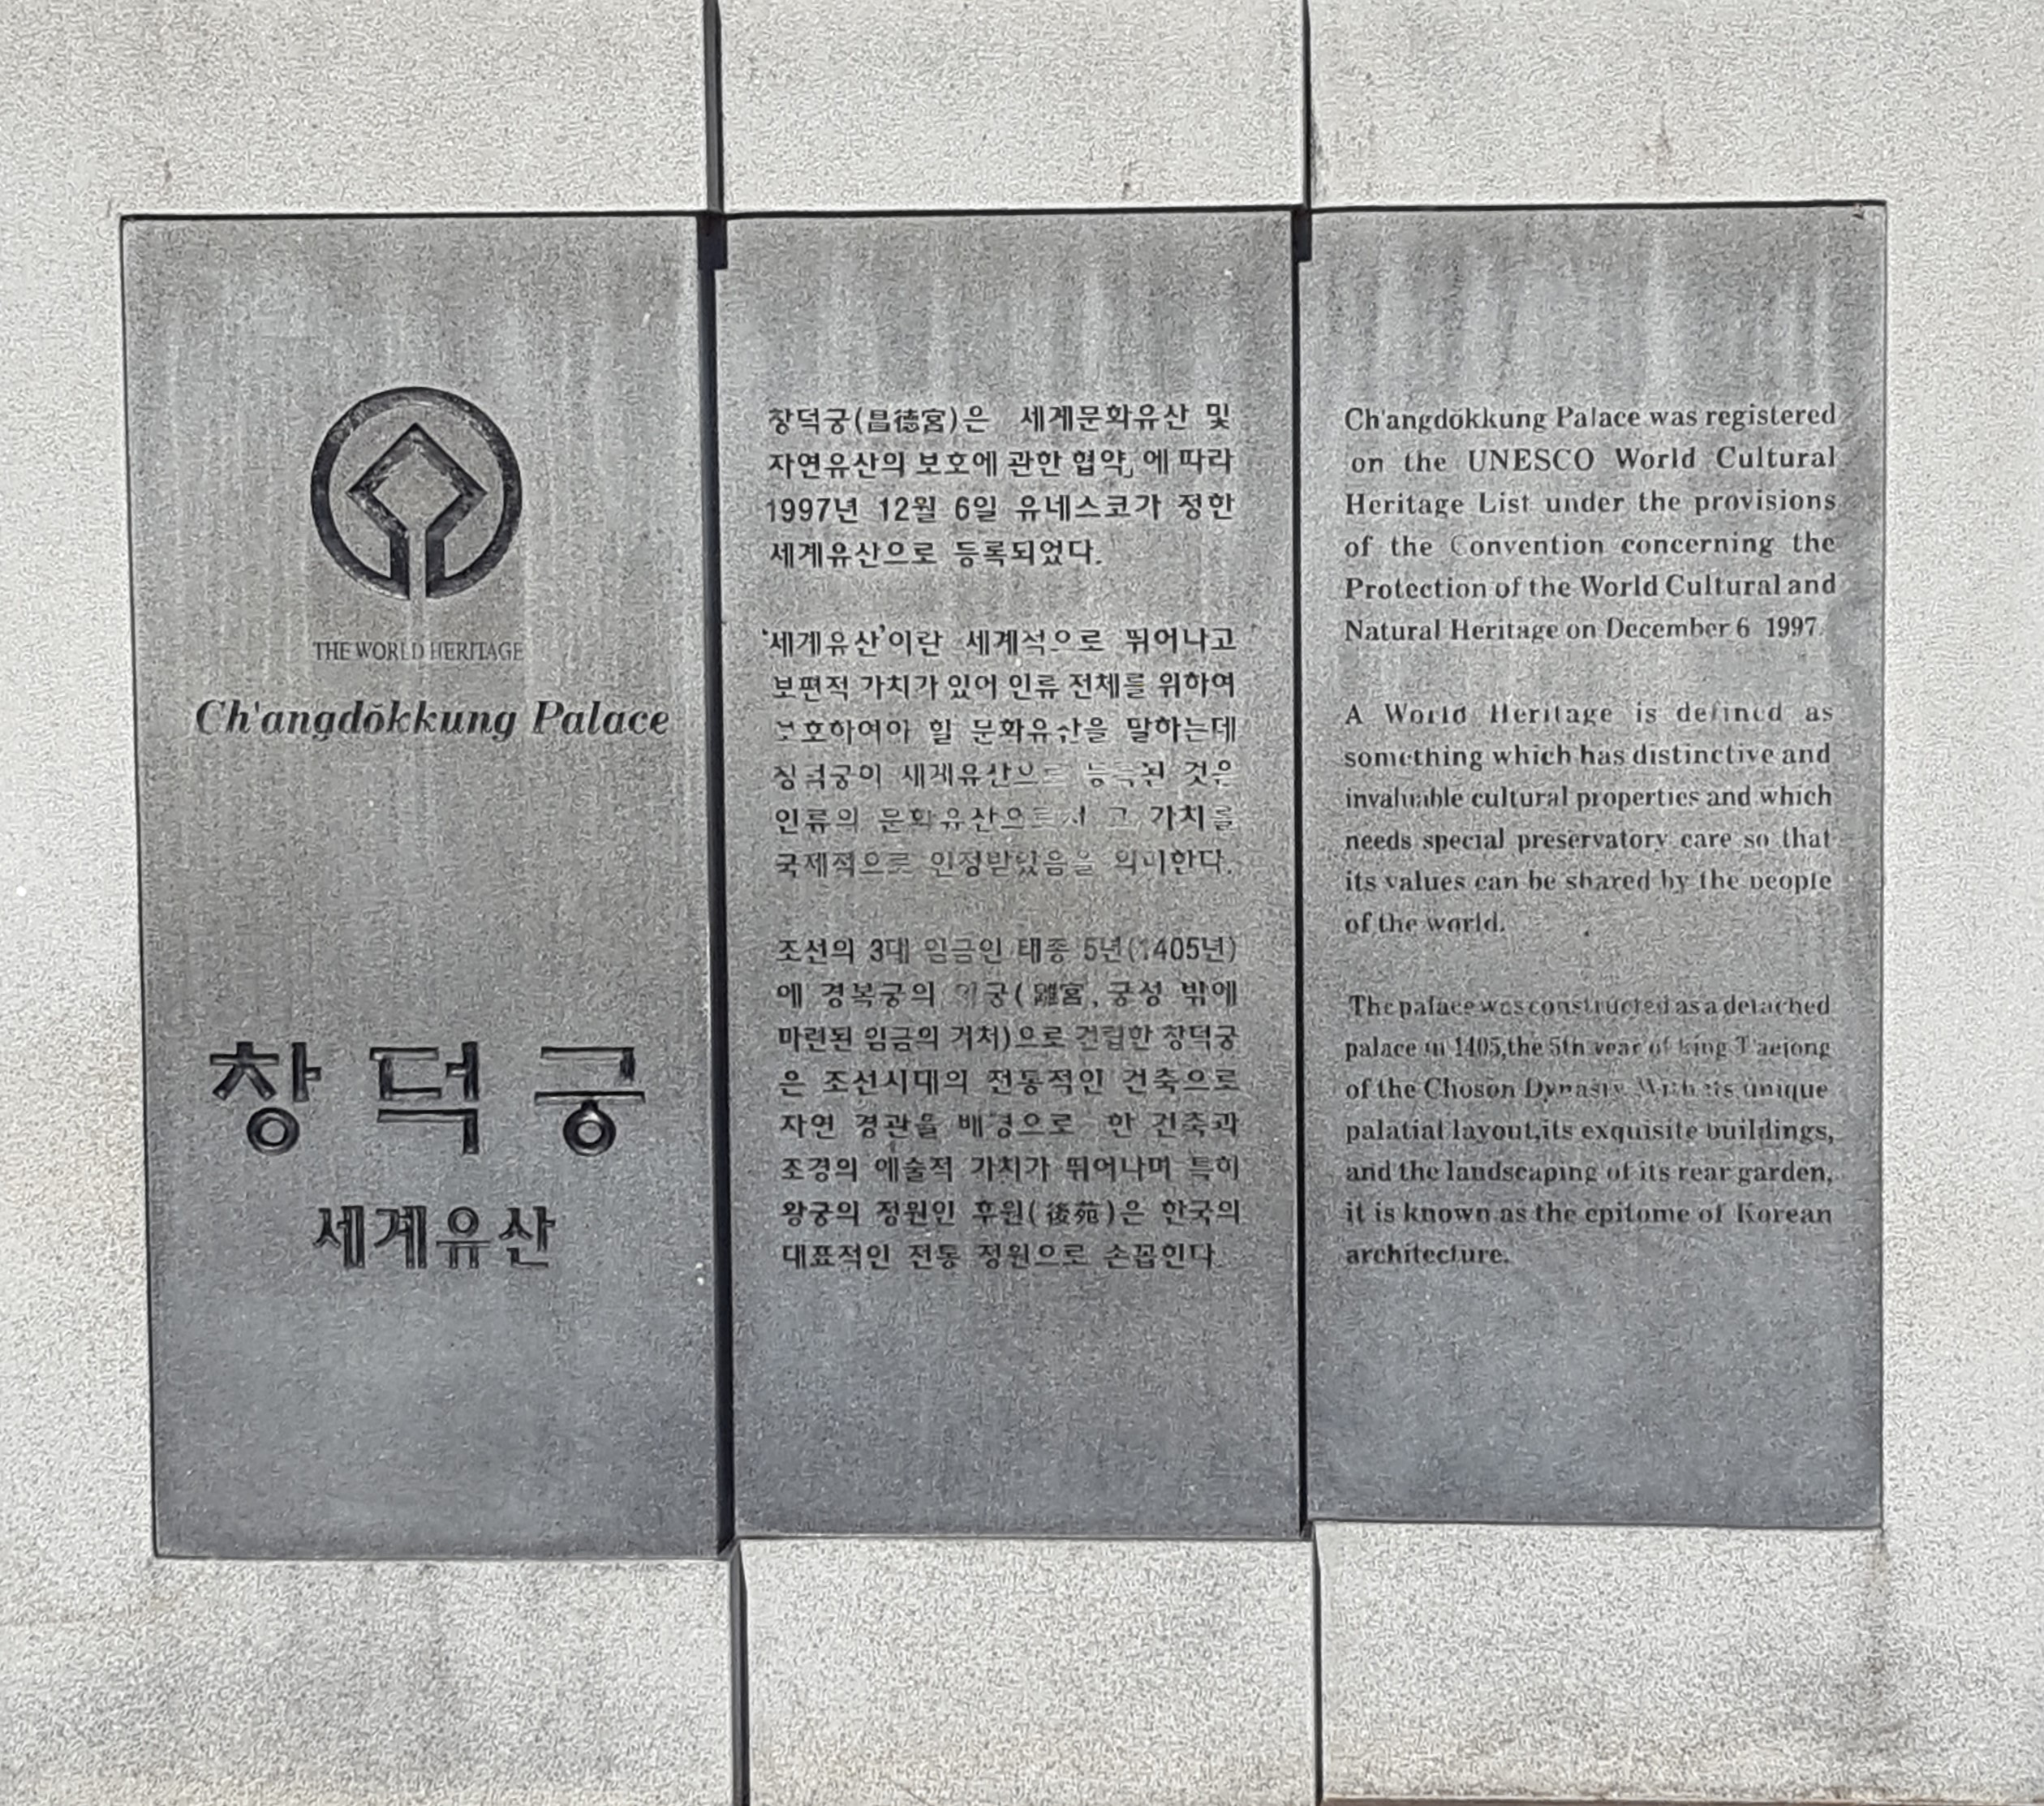 THE WORLD HERITAGE
Ch'angdŏkkung Palace
창덕궁
세계유산
창덕궁(昌德宮)은 세계문화유산 및
자연유산의 보호에 관한 협약」에 따라
1997년 12월 6일 유네스코가 정한
세계유산으로 등록되었다.
'세계유산'이란 세계적으로 뛰어나고
보편적 가치가 있어 인류 전체를 위하여
보호하여야 할 문화유산을 말하는데
창덕궁이 세계유산으로 등록된 것은
인류의 문화유산으로서 그 가치를
국제적으로 인정받았음을 의미한다.
조선의 3대 임금인 태종 5년(1405년)
에 경복궁의 이궁(離宮, 궁성 밖에
마련된 임금의 거처)으로 건립한 창덕궁
은 조선시대의 전통적인 건축으로
자연 경관을 배경으로 한 건축과
조경의 예술적 가치가 뛰어나며 특히
왕궁의 정원인 후원(後苑)은 한국의
대표적인 전통 정원으로 손꼽힌다.
Ch'angdŏkkung Palace was registered
on the UNESCO World Cultural
Heritage List under the provisions
of the Convention concerning the
Protection of the World Cultural and
Natural Heritage on December 6 1997.
A World Heritage is defined as
something which has distinctive and
invaluable cultural properties and which
needs special preservatory care so that
its values can be shared by the people
of the world.
The palace was constructed as a detached
palace in 1405, the 5th year of king T'aejong
of the Choson Dynasty. With its unique
palatial layout, its exquisite buildings,
and the landscaping of its rear garden,
it is known as the epitome of Korean
architecture.